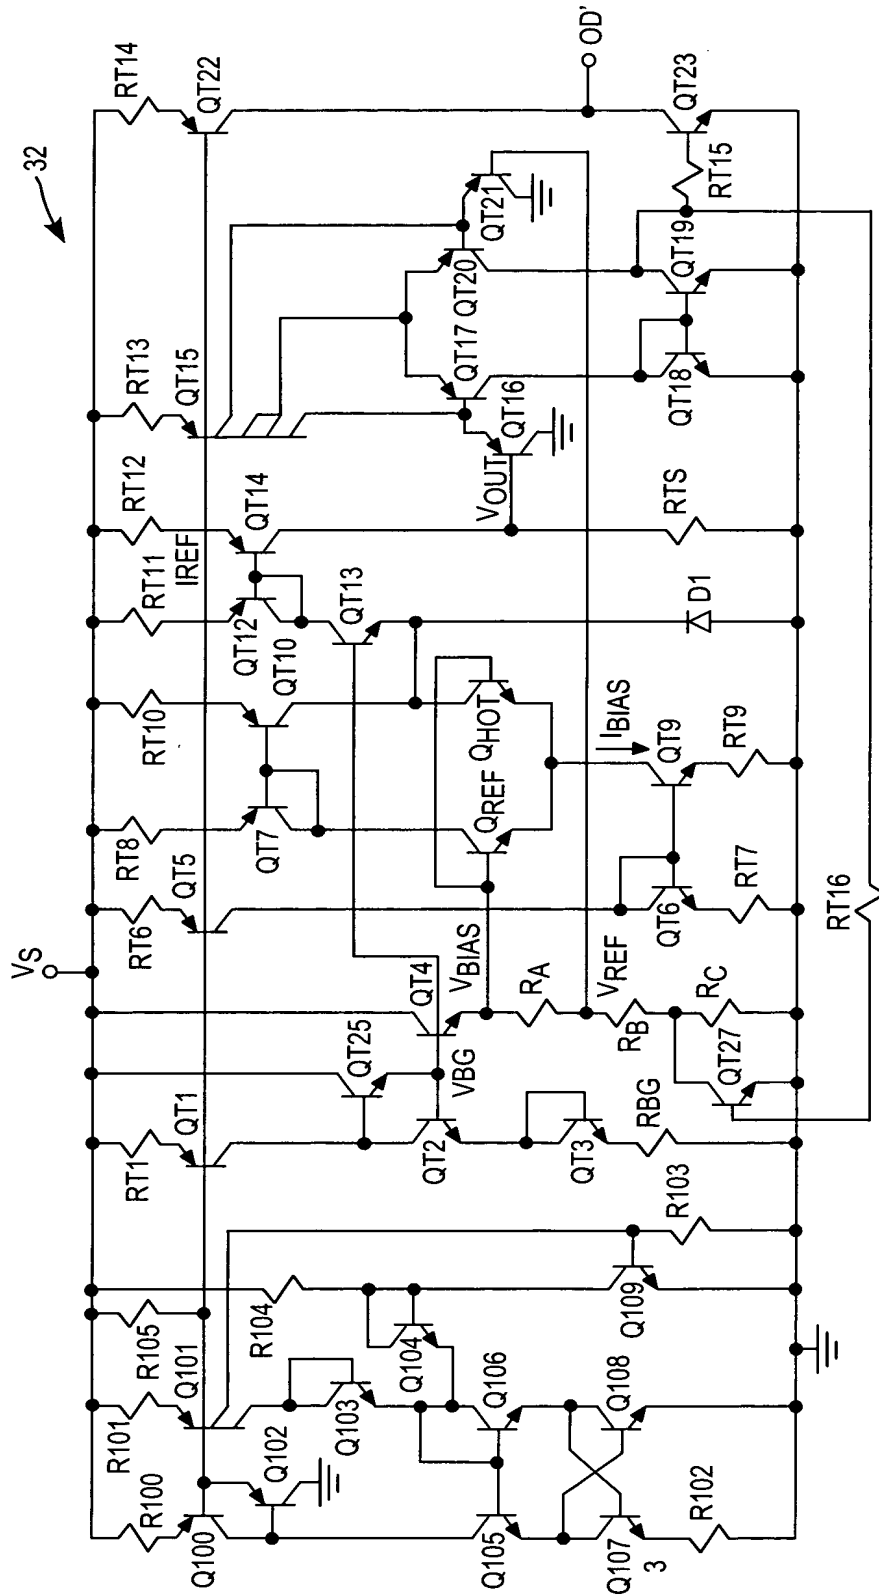 32
VS
R100
R101
R105
R104
RT1
RT6
RT8
RT10
RT11
RT12
RT13
RT14
IREF
Q100
Q101
Q102
Q103
Q104
Q105
Q106
Q107
3
Q108
Q109
R102
R103
QT1
QT25
QT2
VBG
QT4
QT3
RBG
VBIAS
RA
VREF
RB
RC
QT27
QT5
QT6
RT7
QT7
QT10
QREF
QHOT
IBIAS
QT9
RT9
QT12
QT14
QT13
D1
VOUT
RTS
QT15
QT16
QT17
QT20
QT21
QT18
QT19
RT15
RT16
QT22
QT23
OD'